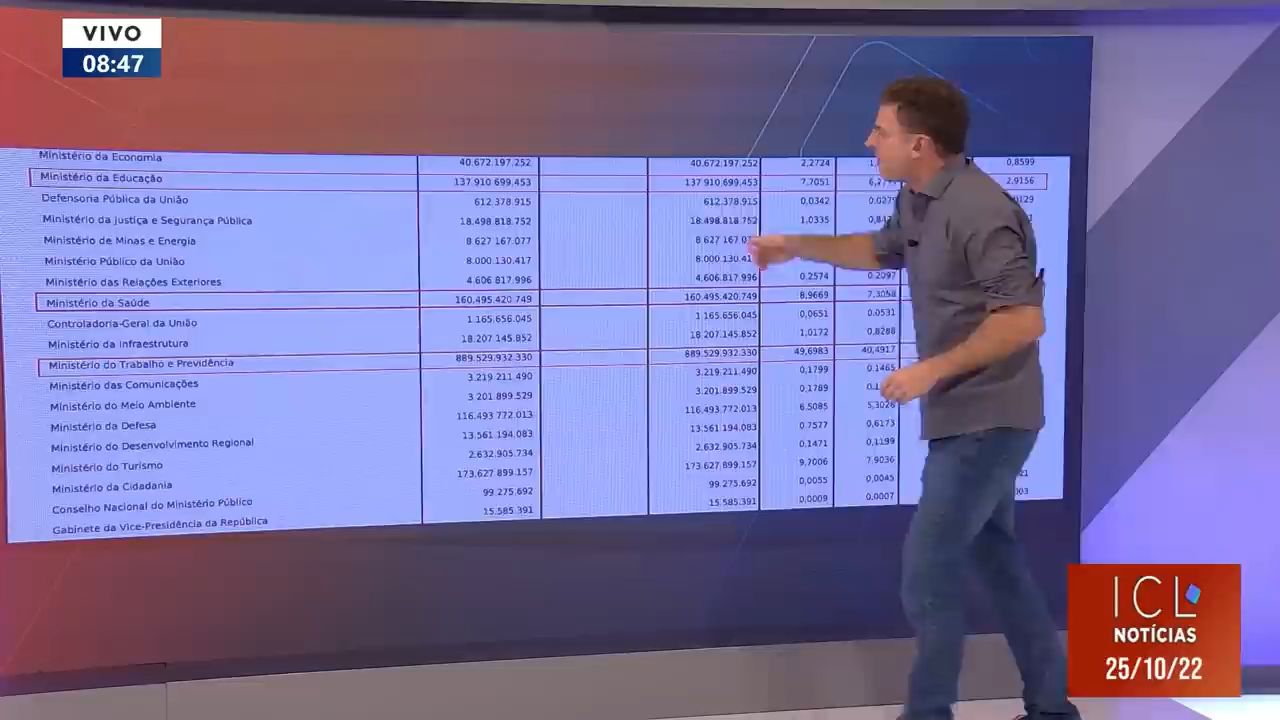 VIVO
08:47
Ministério da Economia 40.672.197.252 40.672.197.252 2,2724 0,8599
Ministério da Educação 137.910.699.453 137.910.699.453 7,7051 2,9156
Defensoria Pública da União 612.378.915 612.378.915 0,0342 0,0279
Ministério da Justiça e Segurança Pública 18.498.818.752 18.498.818.752 1,0335
Ministério de Minas e Energia 8.627.167.077
Ministério Público da União 8.000.130.417
Ministério das Relações Exteriores 4.606.817.996 4.606.817.996 0,2574 0,2097
Ministério da Saúde 160.495.420.749 160.495.420.749 8,9669 7,3058
Controladoria-Geral da União 1.165.656.045 1.165.656.045 0,0651 0,0531
Ministério da Infraestrutura 18.207.145.852 18.207.145.852 1,0172 0,8288
Ministério do Trabalho e Previdência 889.529.932.330 889.529.932.330 49,6983 40,4917
Ministério das Comunicações 3.219.211.490 3.219.211.490 0,1799 0,1465
Ministério do Meio Ambiente 3.201.899.529 3.201.899.529 0,1789
Ministério da Defesa 116.493.772.013 116.493.772.013 6,5085 5,3028
Ministério do Desenvolvimento Regional 13.561.194.083 13.561.194.083 0,7577 0,6173
Ministério do Turismo 2.632.905.734 2.632.905.734 0,1471 0,1199
Ministério da Cidadania 173.627.899.157 173.627.899.157 9,7006 7,9036
Conselho Nacional do Ministério Público 99.275.692 99.275.692 0,0055 0,0045
Gabinete da Vice-Presidência da República 15.585.391 15.585.391 0,0009 0,0007
ICL
NOTÍCIAS
25/10/22